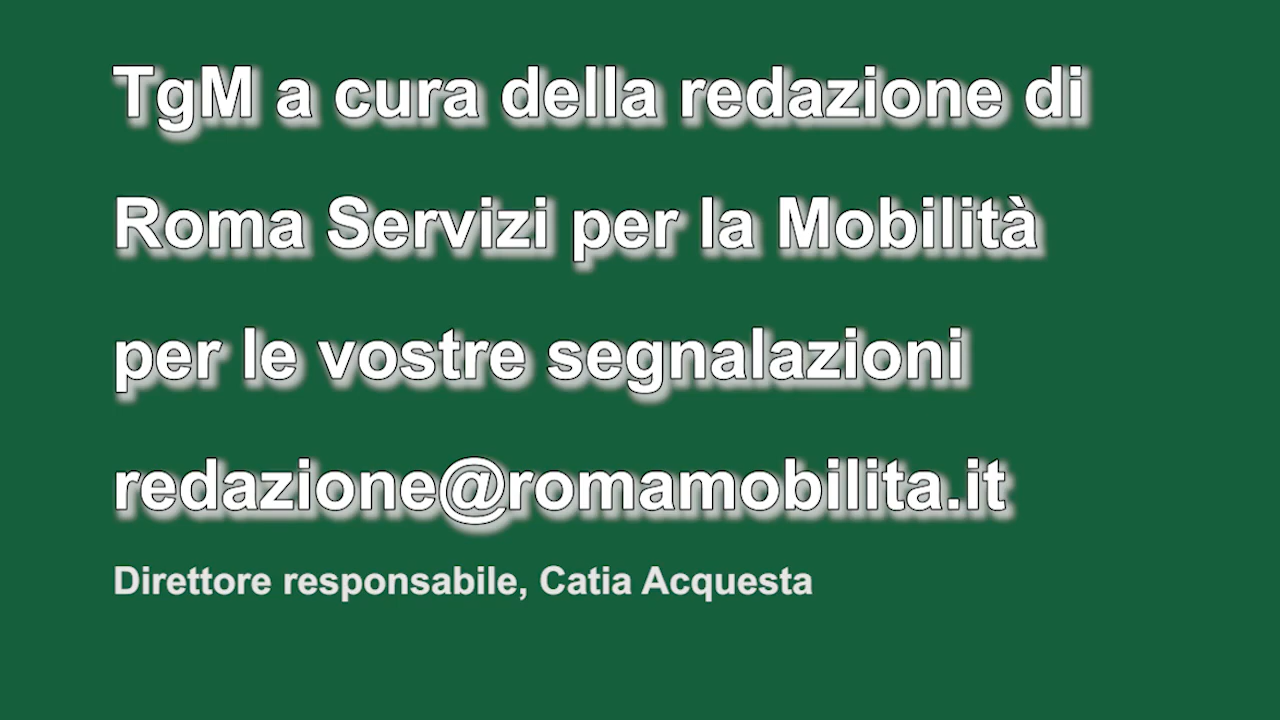 TgM a cura della redazione di
Roma Servizi per la Mobilità
per le vostre segnalazioni
redazione@romamobilita.it
Direttore responsabile, Catia Acquesta